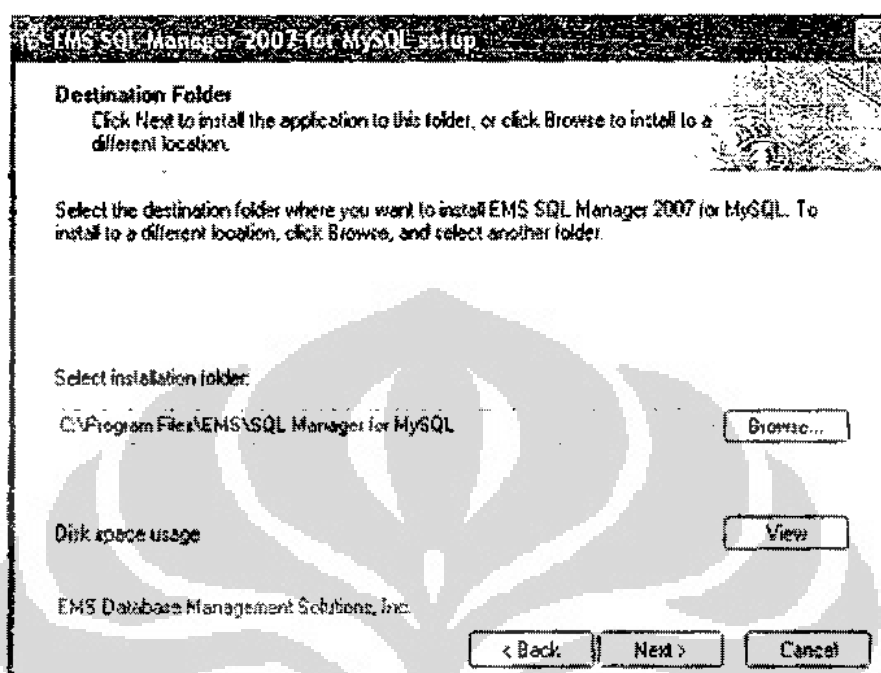 EMS SQL Manager 2007 for MySQL setup
Destination Folder
Click Next to install the application to this folder, or click Browse to install to a
different location.
Select the destination folder where you want to install EMS SQL Manager 2007 for MySQL. To
install to a different location, click Browse, and select another folder.
Select installation folder:
C:\Program Files\EMS\SQL Manager for MySQL
Browse...
Disk space usage
View
EMS Database Management Solutions, Inc.
< Back
Next >
Cancel